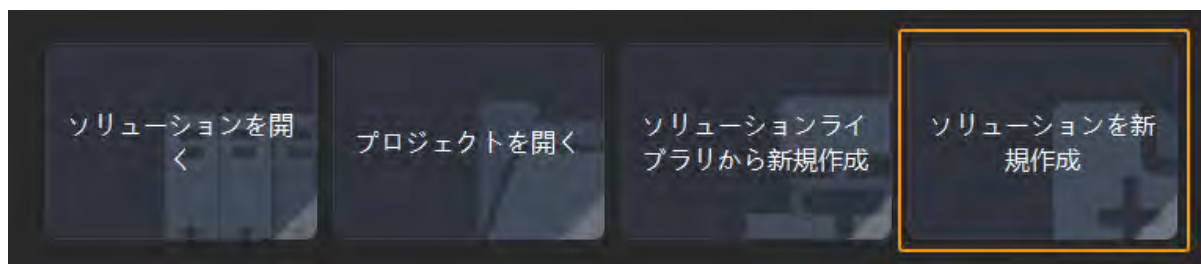 ソリューションを開
く
プロジェクトを開く
ソリューションライ
ブラリから新規作成
ソリューションを新
規作成